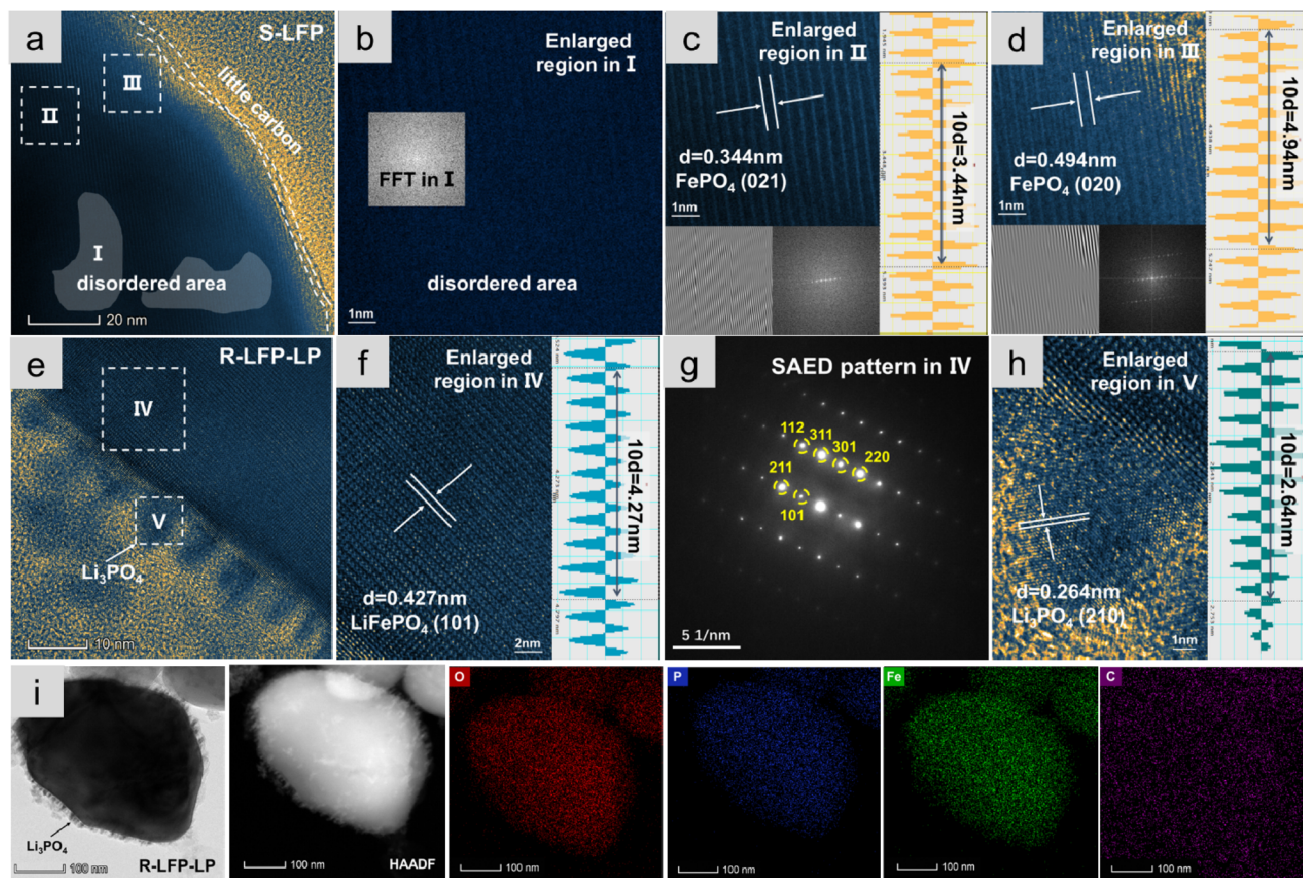 a
S-LFP
little carbon
III
II
I
disordered area
20 nm
b
Enlarged
region in I
FFT in I
disordered area
1nm
c
Enlarged
region in II
d=0.344nm
FePO₄ (021)
1nm
10d=3.44nm
d
Enlarged
region in III
d=0.494nm
FePO₄ (020)
1nm
10d=4.94nm
e
R-LFP-LP
IV
V
Li₃PO₄
10 nm
f
Enlarged
region in IV
d=0.427nm
LiFePO₄ (101)
2nm
10d=4.27nm
g
SAED pattern in IV
112
311
301
220
211
101
5 1/nm
h
Enlarged
region in V
d=0.264nm
Li₃PO₄ (210)
1nm
10d=2.64nm
i
Li₃PO₄
100 nm
R-LFP-LP
100 nm
HAADF
O
100 nm
P
100 nm
Fe
100 nm
C
100 nm